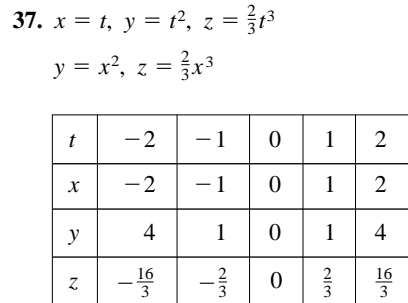 37. x = t, y = t², z = ⅔t³
y = x², z = ⅔x³
t −2 −1 0 1 2
x −2 −1 0 1 2
y 4 1 0 1 4
z −16/3 −2/3 0 2/3 16/3